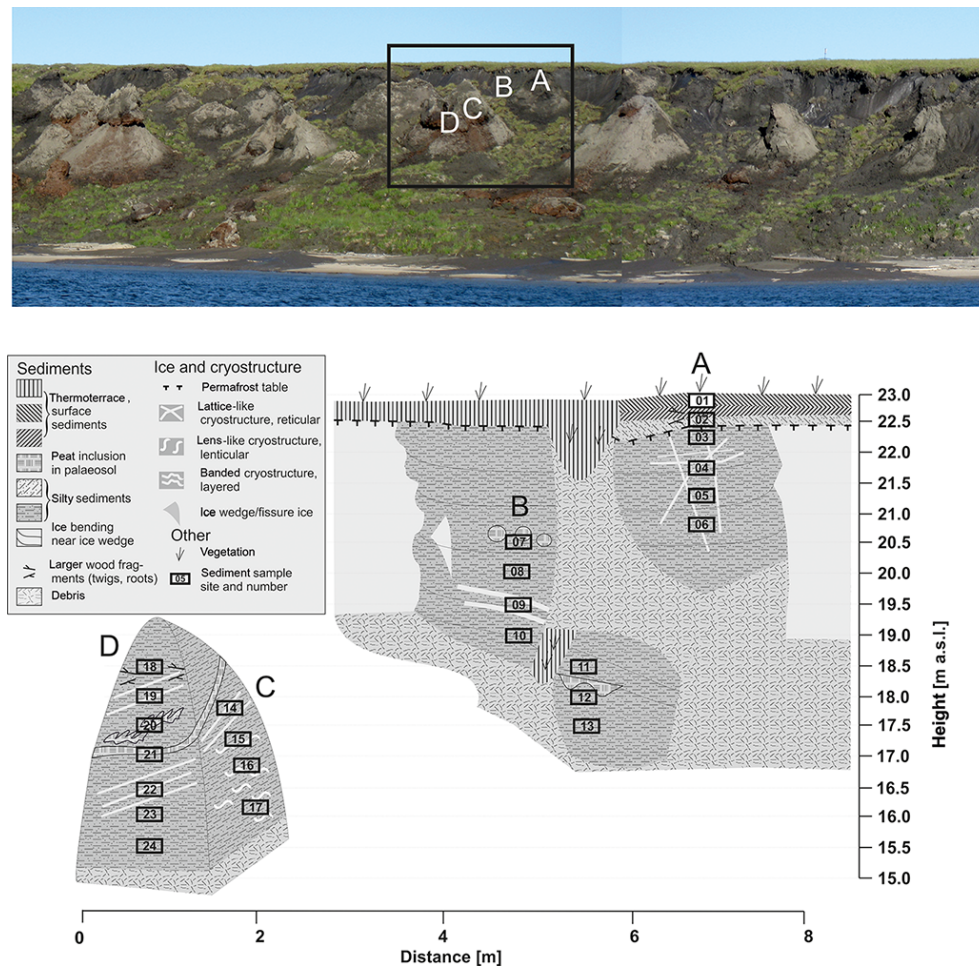 A
B
C
D
Sediments
Thermoterrace,
surface
sediments
Peat inclusion
in palaeosol
Silty sediments
Ice bending
near ice wedge
Larger wood frag-
ments (twigs, roots)
Debris
Ice and cryostructure
Permafrost table
Lattice-like
cryostructure, reticular
Lens-like cryostructure,
lenticular
Banded cryostructure,
layered
Ice wedge/fissure ice
Other
Vegetation
05 Sediment sample
site and number
A
01
02
03
04
05
06
B
07
08
09
10
11
12
13
D
18
19
20
21
22
23
24
C
14
15
16
17
23.0
22.5
22.0
21.5
21.0
20.5
20.0
19.5
19.0
18.5
18.0
17.5
17.0
16.5
16.0
15.5
15.0
Height [m a.s.l.]
0 2 4 6 8
Distance [m]